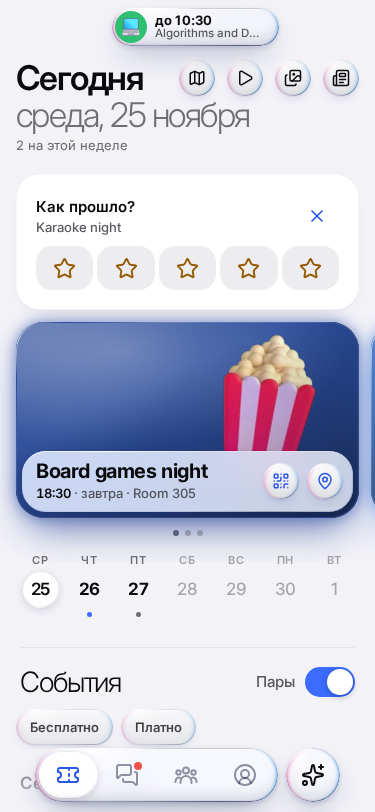 до 10:30
Algorithms and D...
Сегодня
среда, 25 ноября
2 на этой неделе
Как прошло?
Karaoke night
Board games night
18:30 · завтра · Room 305
СР ЧТ ПТ СБ ВС ПН ВТ
25 26 27 28 29 30 1
События
Пары
Бесплатно Платно